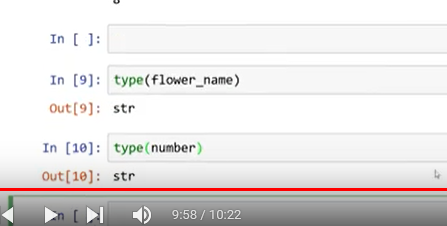 In [ ]:
In [9]: type(flower_name)
Out[9]: str
In [10]: type(number)
Out[10]: str
In [ ]:
9:58 / 10:22